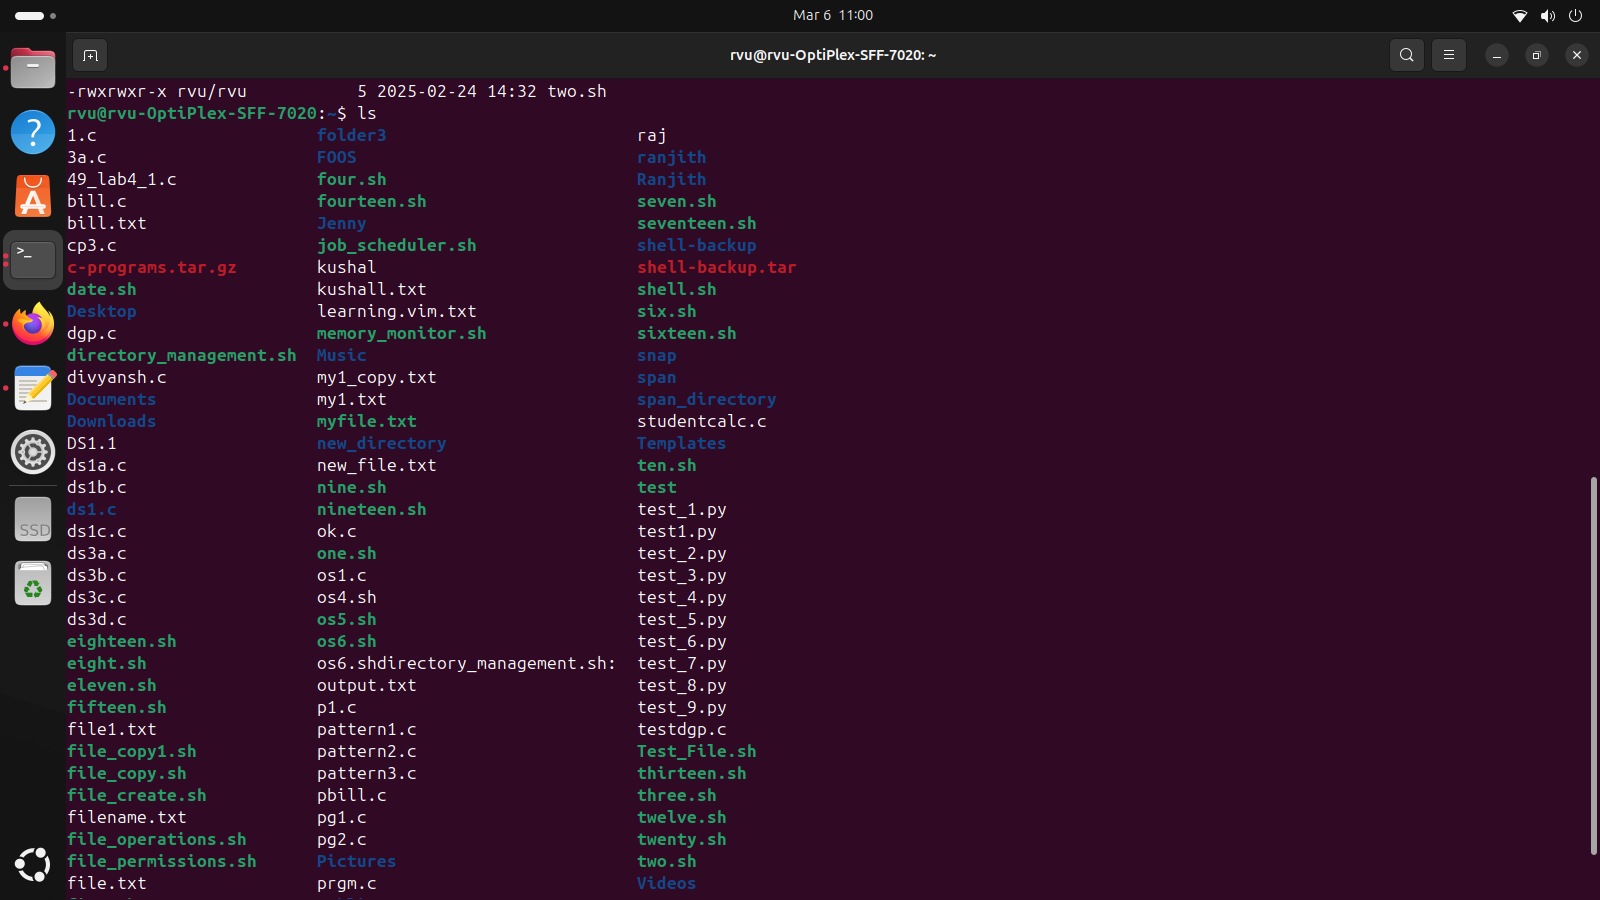 Mar 6 11:00
rvu@rvu-OptiPlex-SFF-7020: ~
-rwxrwxr-x rvu/rvu           5 2025-02-24 14:32 two.sh
rvu@rvu-OptiPlex-SFF-7020:~$ ls
1.c folder3 raj
3a.c FOOS ranjith
49_lab4_1.c four.sh Ranjith
bill.c fourteen.sh seven.sh
bill.txt Jenny seventeen.sh
cp3.c job_scheduler.sh shell-backup
c-programs.tar.gz kushal shell-backup.tar
date.sh kushall.txt shell.sh
Desktop learning.vim.txt six.sh
dgp.c memory_monitor.sh sixteen.sh
directory_management.sh Music snap
divyansh.c my1_copy.txt span
Documents my1.txt span_directory
Downloads myfile.txt studentcalc.c
DS1.1 new_directory Templates
ds1a.c new_file.txt ten.sh
ds1b.c nine.sh test
ds1.c nineteen.sh test_1.py
ds1c.c ok.c test1.py
ds3a.c one.sh test_2.py
ds3b.c os1.c test_3.py
ds3c.c os4.sh test_4.py
ds3d.c os5.sh test_5.py
eighteen.sh os6.sh test_6.py
eight.sh os6.shdirectory_management.sh: test_7.py
eleven.sh output.txt test_8.py
fifteen.sh p1.c test_9.py
file1.txt pattern1.c testdgp.c
file_copy1.sh pattern2.c Test_File.sh
file_copy.sh pattern3.c thirteen.sh
file_create.sh pbill.c three.sh
filename.txt pg1.c twelve.sh
file_operations.sh pg2.c twenty.sh
file_permissions.sh Pictures two.sh
file.txt prgm.c Videos
SSD